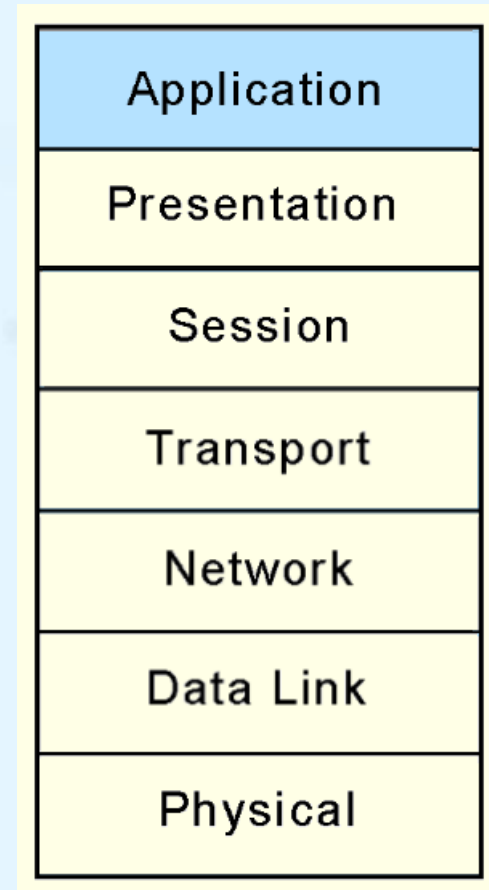 Application
Presentation
Session
Transport
Network
Data Link
Physical